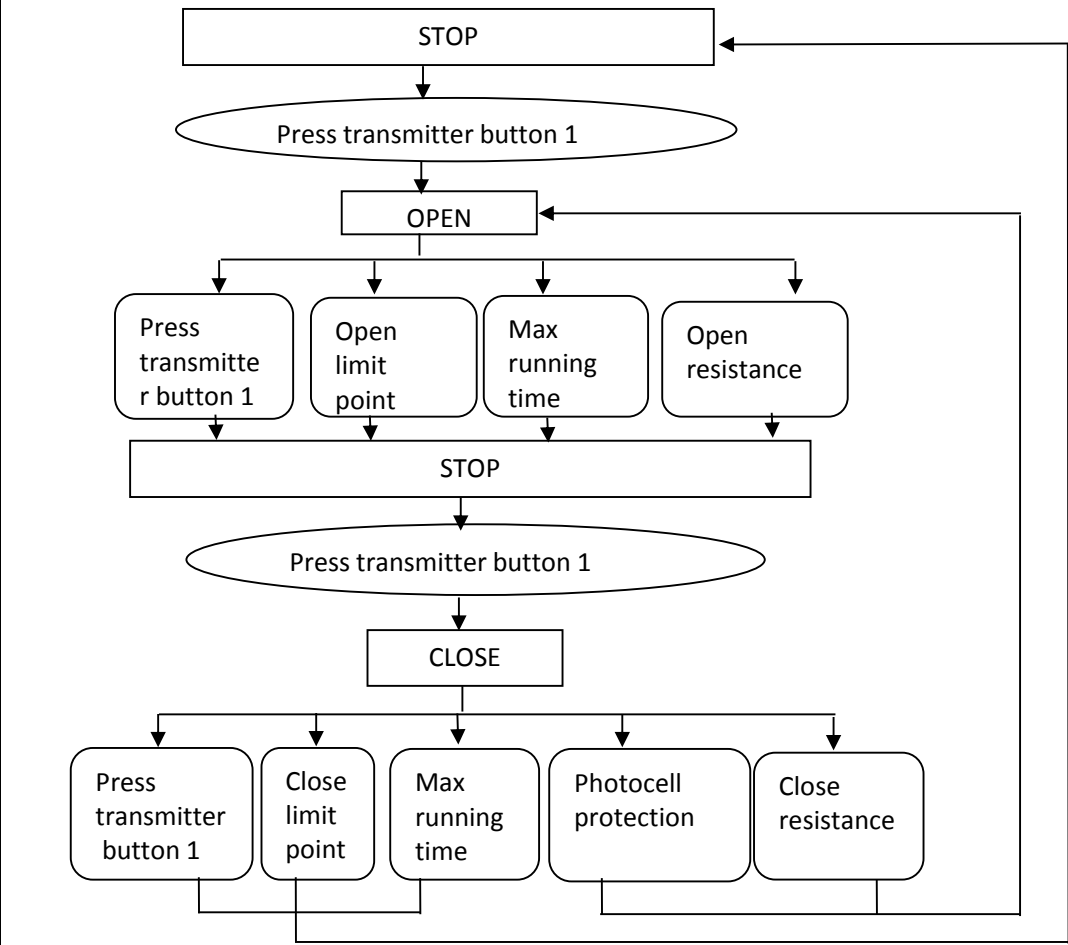 STOP
Press transmitter button 1
OPEN
Press
transmitte
r button 1
Open
limit
point
Max
running
time
Open
resistance
STOP
Press transmitter button 1
CLOSE
Press
transmitter
button 1
Close
limit
point
Max
running
time
Photocell
protection
Close
resistance